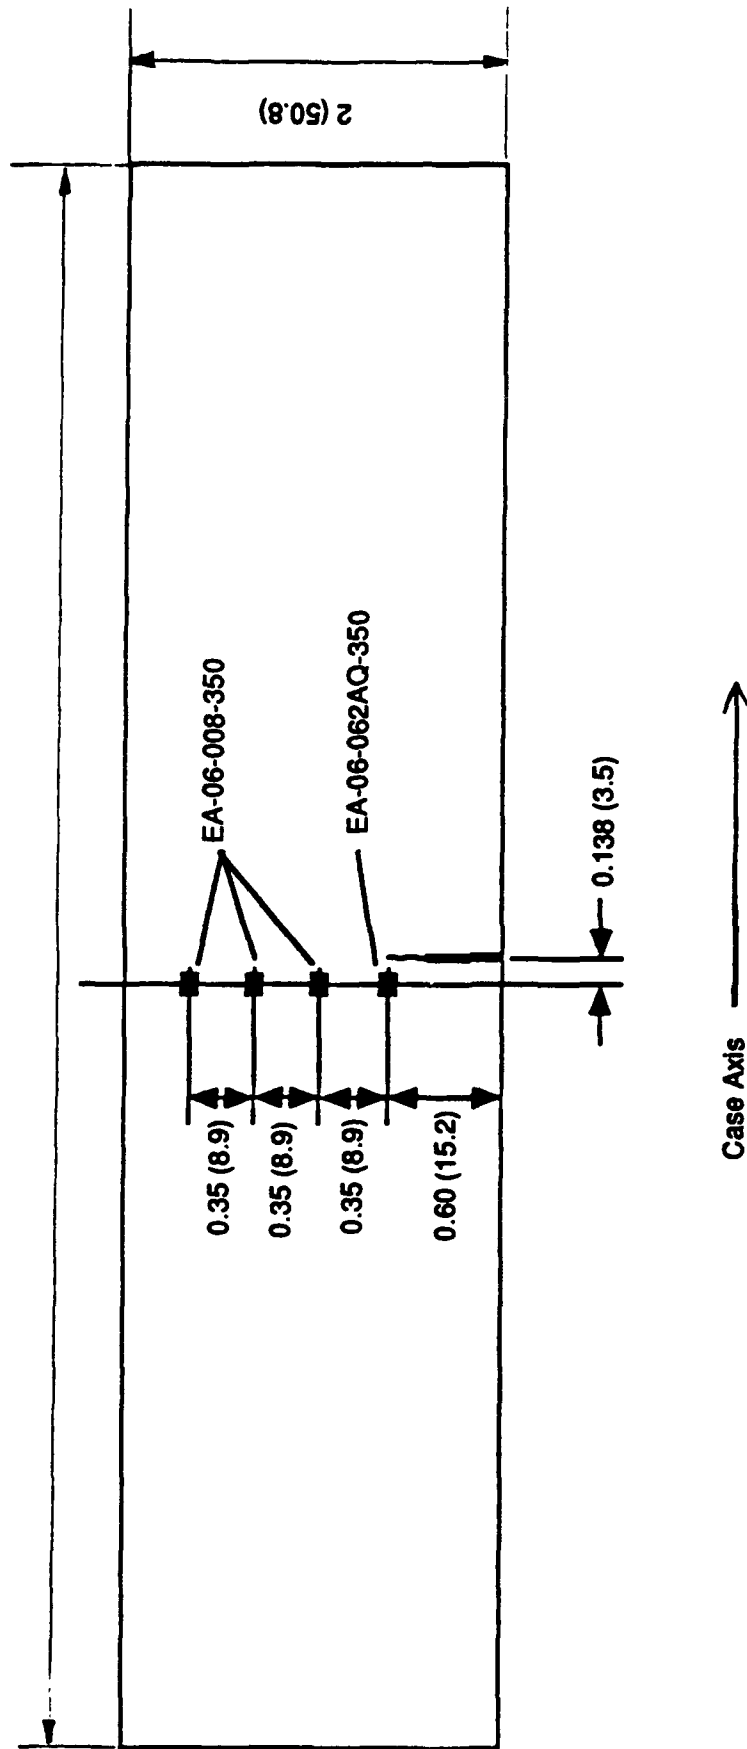 2 (50.8)
EA-06-008-350
EA-06-062AQ-350
0.35 (8.9)
0.35 (8.9)
0.35 (8.9)
0.60 (15.2)
0.138 (3.5)
Case Axis